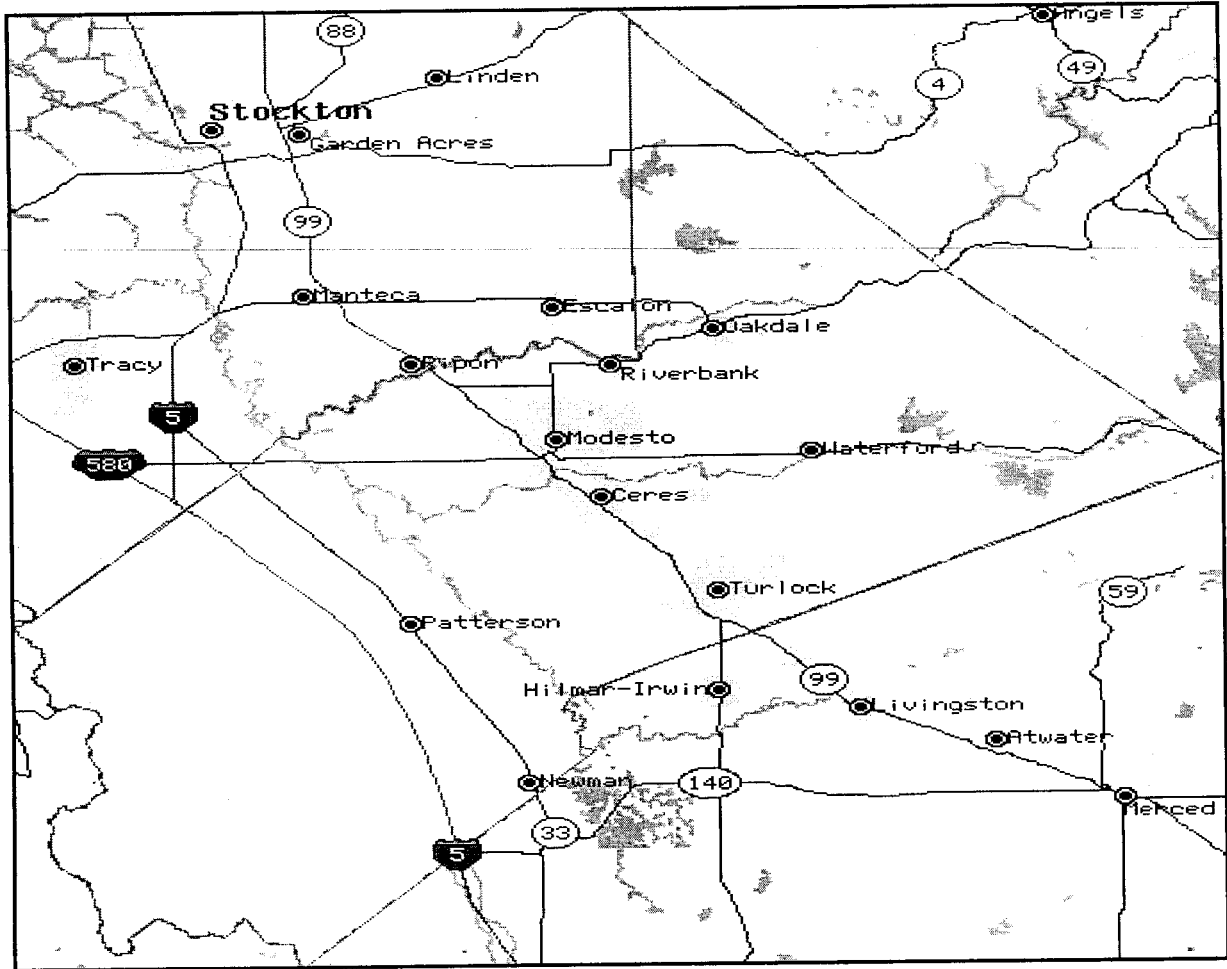 Angels
88
49
Linden
4
Stockton
Garden Acres
99
Manteca
Escalon
Oakdale
Tracy
Ripon
Riverbank
5
Modesto
Waterford
580
Ceres
Turlock
59
Patterson
99
Hilmar-Irwin
Livingston
Atwater
Newman
140
Merced
33
5